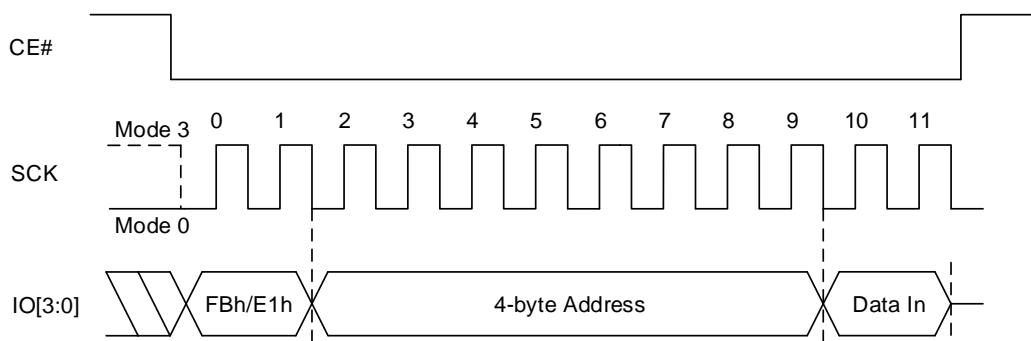 CE#
Mode 3 0 1 2 3 4 5 6 7 8 9 10 11
SCK
Mode 0
IO[3:0] FBh/E1h 4-byte Address Data In